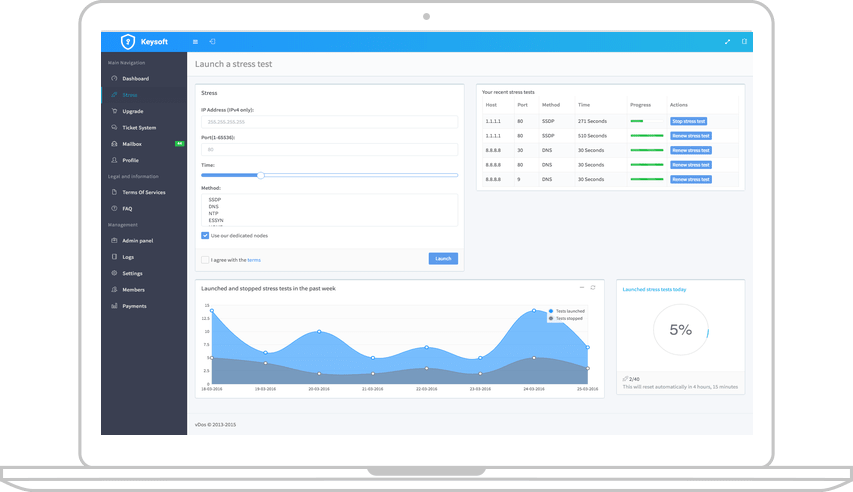 Keysoft
Main Navigation
Dashboard
Stress
Upgrade
Ticket System
Mailbox
Profile
Legal and information
Terms Of Services
FAQ
Management
Admin panel
Logs
Settings
Members
Payments
Launch a stress test
Stress
IP Address (IPv4 only):
255.255.255.255
Port(1-65536):
80
Time:
Method:
SSDP
DNS
NTP
ESSYN
Use our dedicated nodes
I agree with the terms
Launch
Your recent stress tests
Host Port Method Time Progress Actions
1.1.1.1 80 SSDP 271 Seconds Stop stress test
1.1.1.1 80 SSDP 510 Seconds Renew stress test
8.8.8.8 30 DNS 30 Seconds Renew stress test
8.8.8.8 80 DNS 30 Seconds Renew stress test
8.8.8.8 9 DNS 30 Seconds Renew stress test
Launched and stopped stress tests in the past week
Tests launched
Tests stopped
15
12.5
10
7.5
5
2.5
0
18-03-2016 19-03-2016 20-03-2016 21-03-2016 22-03-2016 23-03-2016 24-03-2016 25-03-2016
Launched stress tests today
5%
2/40
This will reset automatically in 4 hours, 15 minutes
vDos © 2013-2015